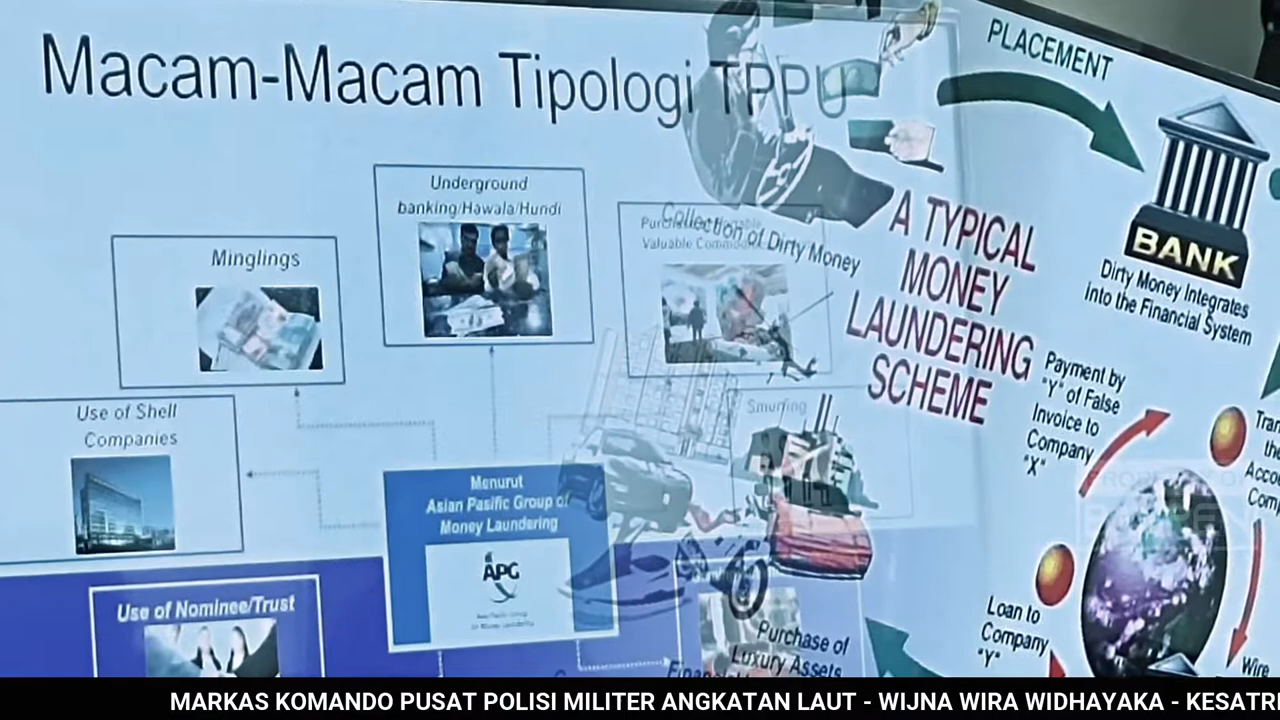 Macam-Macam Tipologi TPPU
PLACEMENT
Underground
banking/Hawala/Hundi
Minglings
Use of Shell
Companies
Valuable
Collection of Dirty Money
Smurfing
Menurut
Asian Pasific Group of
Money Laundering
APG
Use of Nominee/Trust
A TYPICAL
MONEY
LAUNDERING
SCHEME
BANK
Dirty Money Integrates
into the Financial System
Payment by
"Y" of False
Invoice to
Company
"X"
Loan to
Company
"Y"
Purchase of
Luxury Assets
Wire
MARKAS KOMANDO PUSAT POLISI MILITER ANGKATAN LAUT - WIJNA WIRA WIDHAYAKA - KESATRI